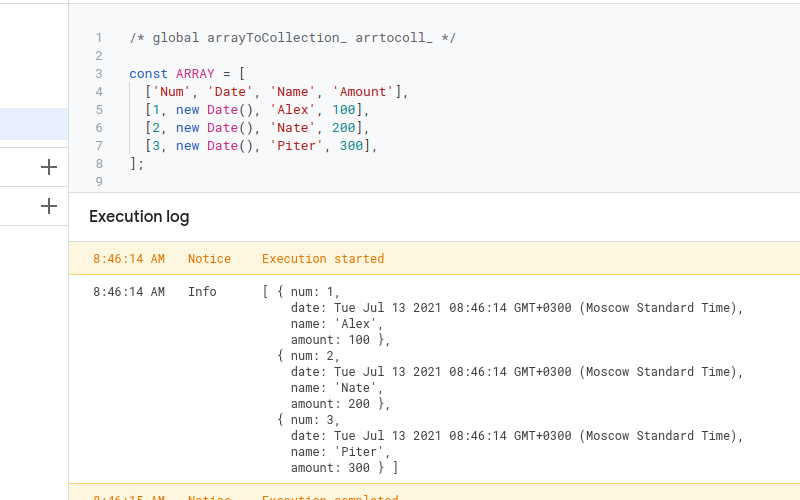 1 /* global arrayToCollection_ arrtocoll_ */
2
3 const ARRAY = [
4 ['Num', 'Date', 'Name', 'Amount'],
5 [1, new Date(), 'Alex', 100],
6 [2, new Date(), 'Nate', 200],
7 [3, new Date(), 'Piter', 300],
8 ];
9
Execution log
8:46:14 AM Notice Execution started
8:46:14 AM Info [ { num: 1,
date: Tue Jul 13 2021 08:46:14 GMT+0300 (Moscow Standard Time),
name: 'Alex',
amount: 100 },
{ num: 2,
date: Tue Jul 13 2021 08:46:14 GMT+0300 (Moscow Standard Time),
name: 'Nate',
amount: 200 },
{ num: 3,
date: Tue Jul 13 2021 08:46:14 GMT+0300 (Moscow Standard Time),
name: 'Piter',
amount: 300 } ]
8:46:15 AM Notice Execution completed